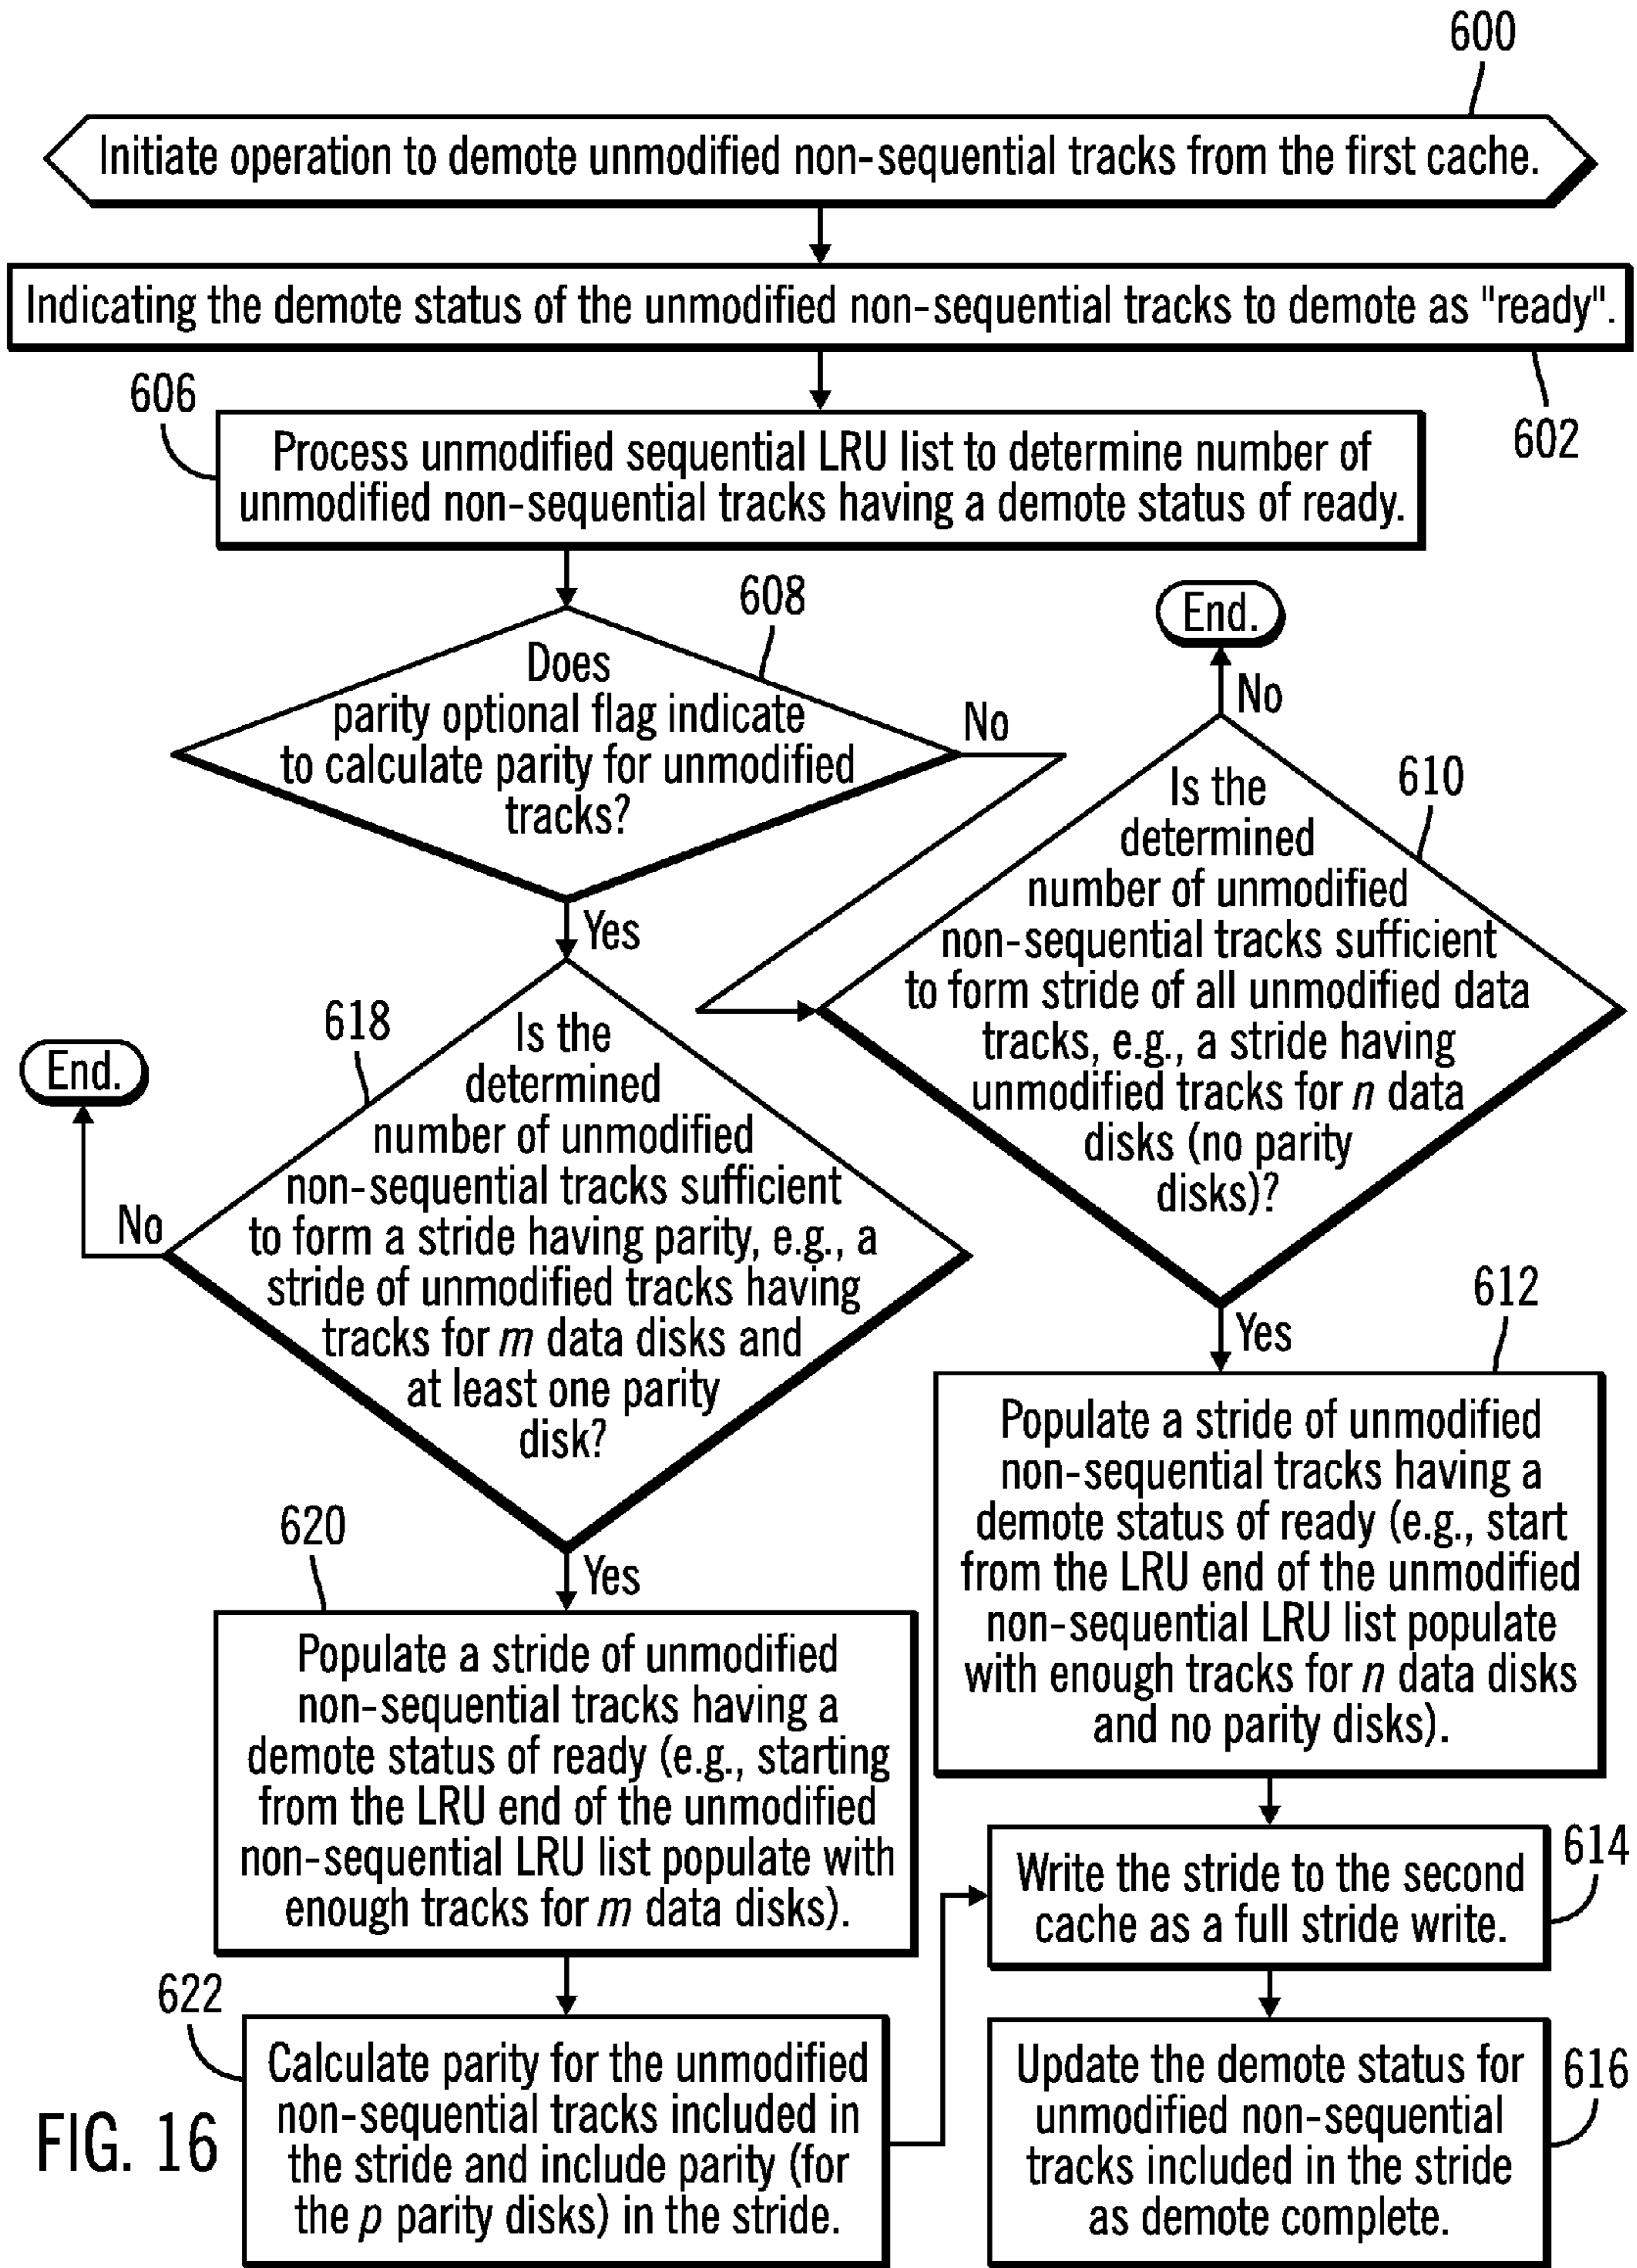 600
Initiate operation to demote unmodified non-sequential tracks from the first cache.
Indicating the demote status of the unmodified non-sequential tracks to demote as "ready".
602
606
Process unmodified sequential LRU list to determine number of
unmodified non-sequential tracks having a demote status of ready.
608
Does
parity optional flag indicate
to calculate parity for unmodified
tracks?
No
Yes
End.
No
610
Is the
determined
number of unmodified
non-sequential tracks sufficient
to form stride of all unmodified data
tracks, e.g., a stride having
unmodified tracks for n data
disks (no parity
disks)?
Yes
618
Is the
determined
number of unmodified
non-sequential tracks sufficient
to form a stride having parity, e.g., a
stride of unmodified tracks having
tracks for m data disks and
at least one parity
disk?
End.
No
Yes
612
Populate a stride of unmodified
non-sequential tracks having a
demote status of ready (e.g., start
from the LRU end of the unmodified
non-sequential LRU list populate
with enough tracks for n data disks
and no parity disks).
620
Populate a stride of unmodified
non-sequential tracks having a
demote status of ready (e.g., starting
from the LRU end of the unmodified
non-sequential LRU list populate with
enough tracks for m data disks).
614
Write the stride to the second
cache as a full stride write.
622
Calculate parity for the unmodified
non-sequential tracks included in
the stride and include parity (for
the p parity disks) in the stride.
616
Update the demote status for
unmodified non-sequential
tracks included in the stride
as demote complete.
FIG. 16